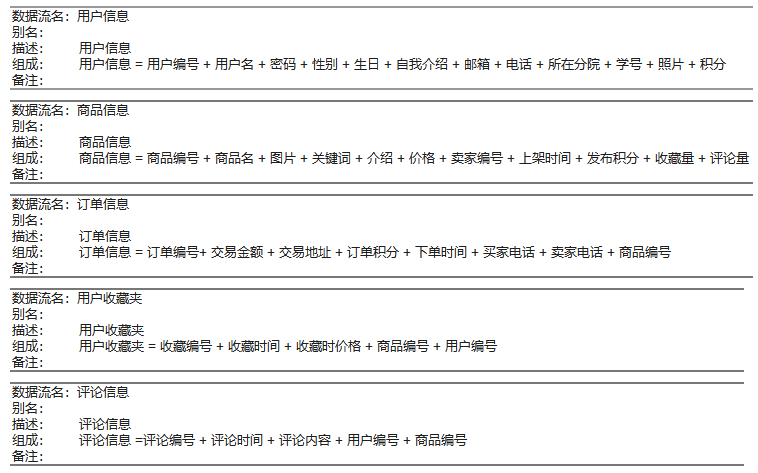 数据流名：用户信息
别名：
描述： 用户信息
组成： 用户信息 = 用户编号 + 用户名 + 密码 + 性别 + 生日 + 自我介绍 + 邮箱 + 电话 + 所在分院 + 学号 + 照片 + 积分
备注：
数据流名：商品信息
别名：
描述： 商品信息
组成： 商品信息 = 商品编号 + 商品名 + 图片 + 关键词 + 介绍 + 价格 + 卖家编号 + 上架时间 + 发布积分 + 收藏量 + 评论量
备注：
数据流名：订单信息
别名：
描述： 订单信息
组成： 订单信息 = 订单编号+ 交易金额 + 交易地址 + 订单积分 + 下单时间 + 买家电话 + 卖家电话 + 商品编号
备注：
数据流名：用户收藏夹
别名：
描述： 用户收藏夹
组成： 用户收藏夹 = 收藏编号 + 收藏时间 + 收藏时价格 + 商品编号 + 用户编号
备注：
数据流名：评论信息
别名：
描述： 评论信息
组成： 评论信息 =评论编号 + 评论时间 + 评论内容 + 用户编号 + 商品编号
备注：